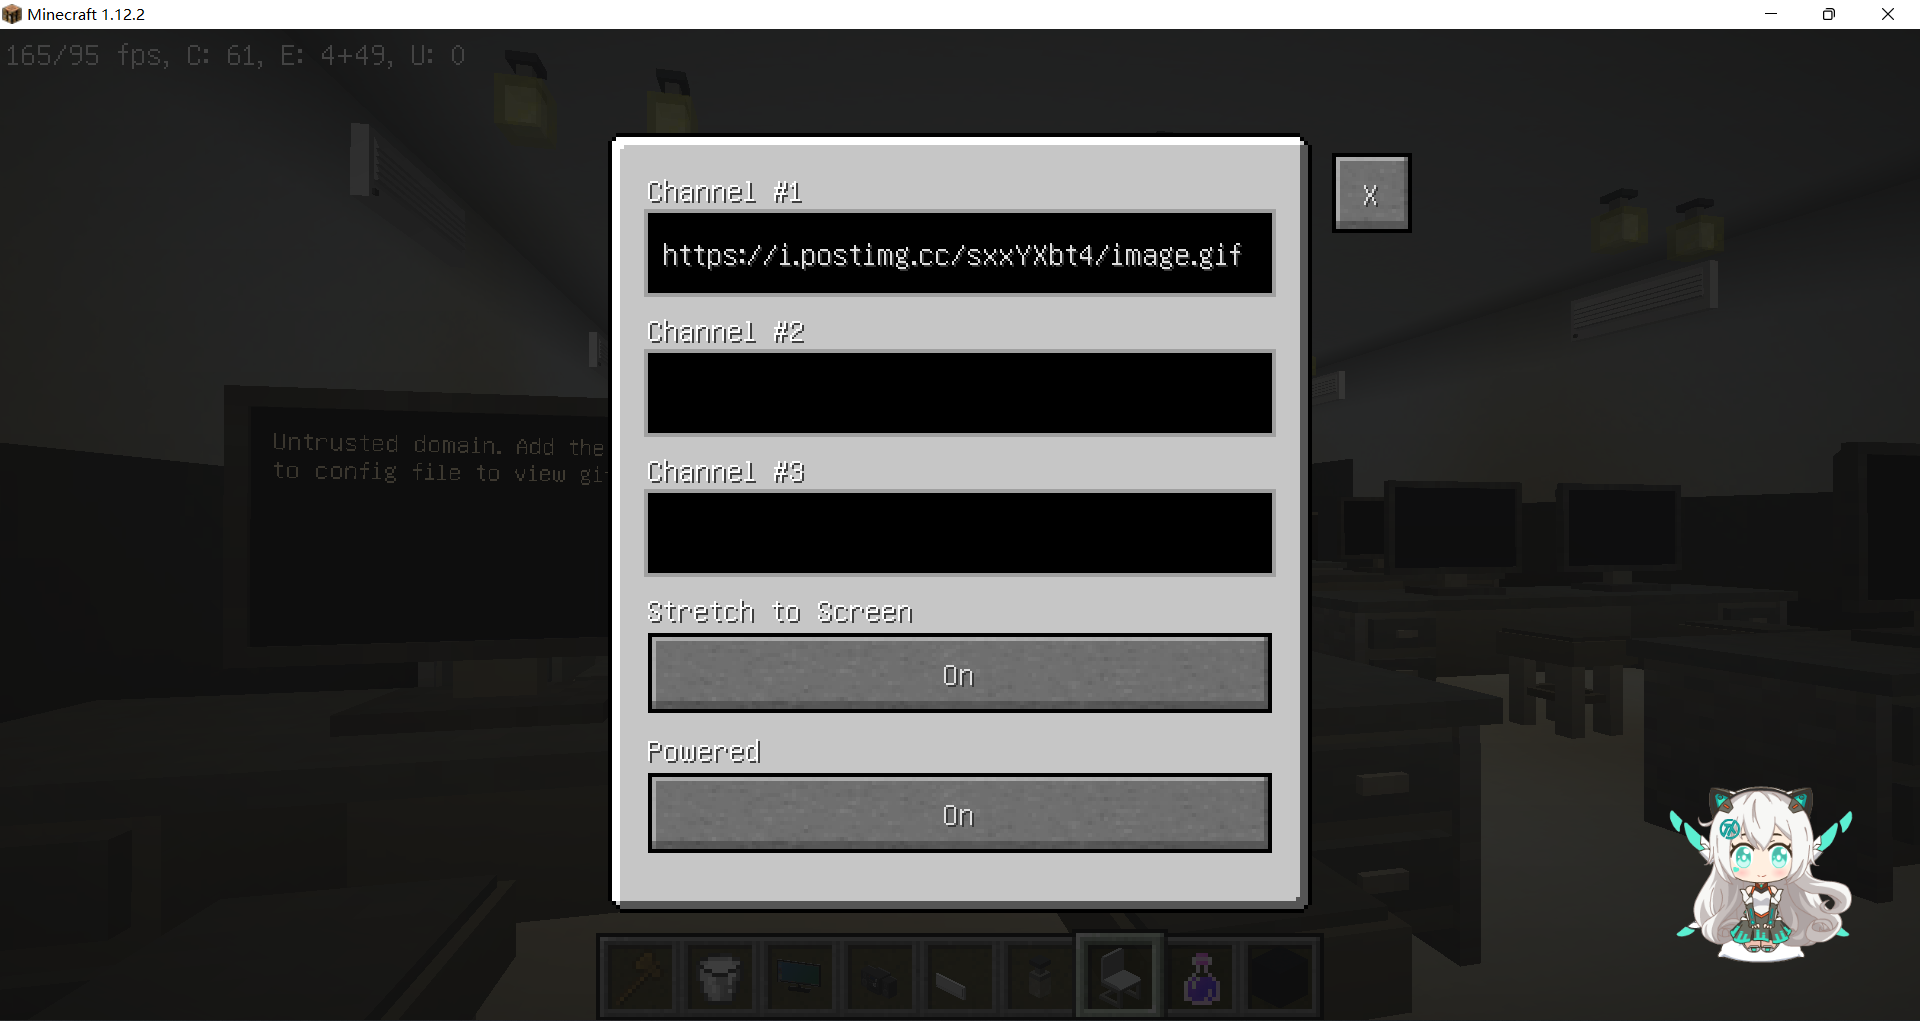 Minecraft 1.12.2
165/95 fps, C: 61, E: 4+49, U: 0
Channel #1
X
https://i.postimg.cc/sxxYXbt4/image.gif
Channel #2
Untrusted domain. Add the
to config file to view gi
Channel #3
Stretch to Screen
On
Powered
On